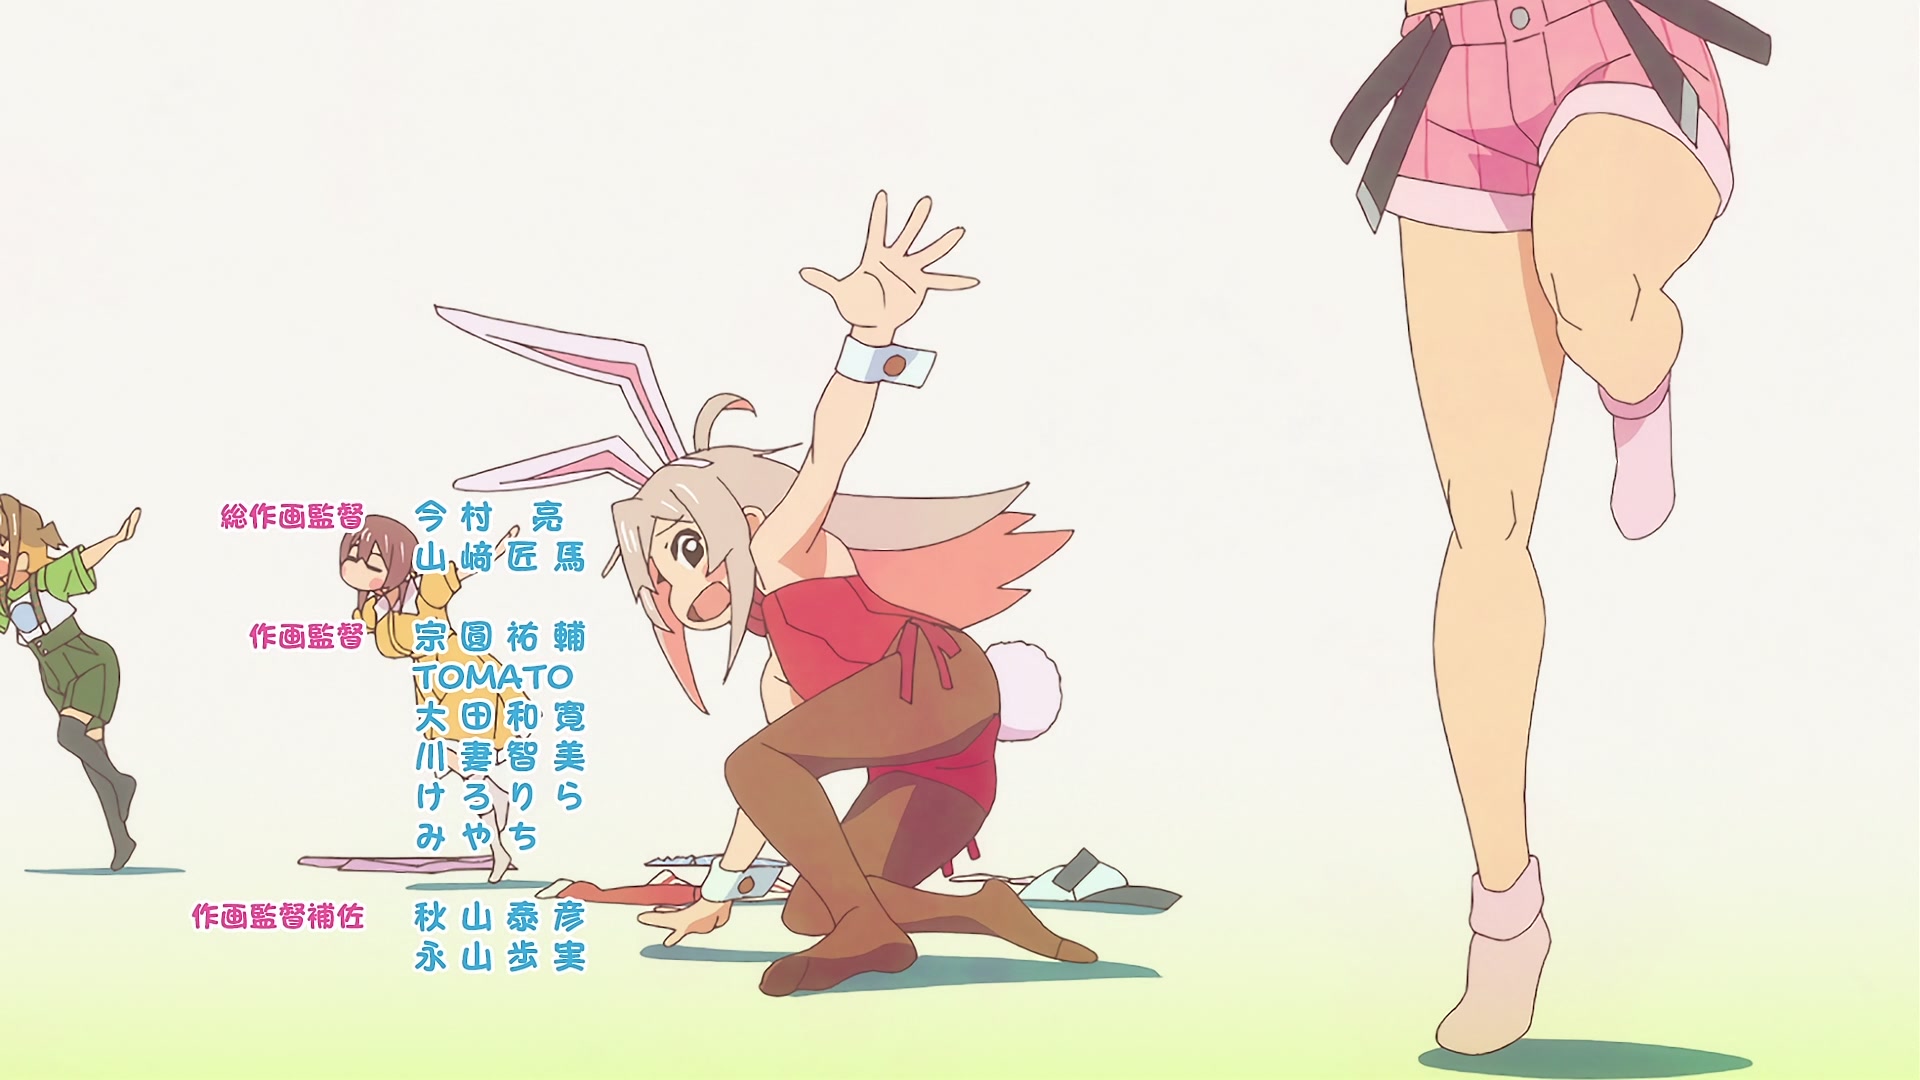 総作画監督 今村 亮
山﨑匠馬
作画監督 宗圓祐輔
TOMATO
大田和寛
川妻智美
けろりら
みやち
作画監督補佐 秋山泰彦
永山歩実